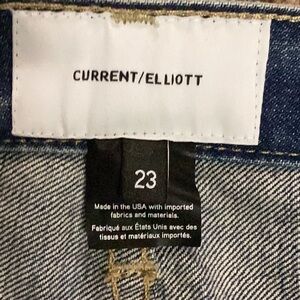 CURRENT/ELLIOTT
23
Made in the USA with imported
fabrics and materials.
Fabriqué aux États Unis avec des
tissus et matériaux importés.